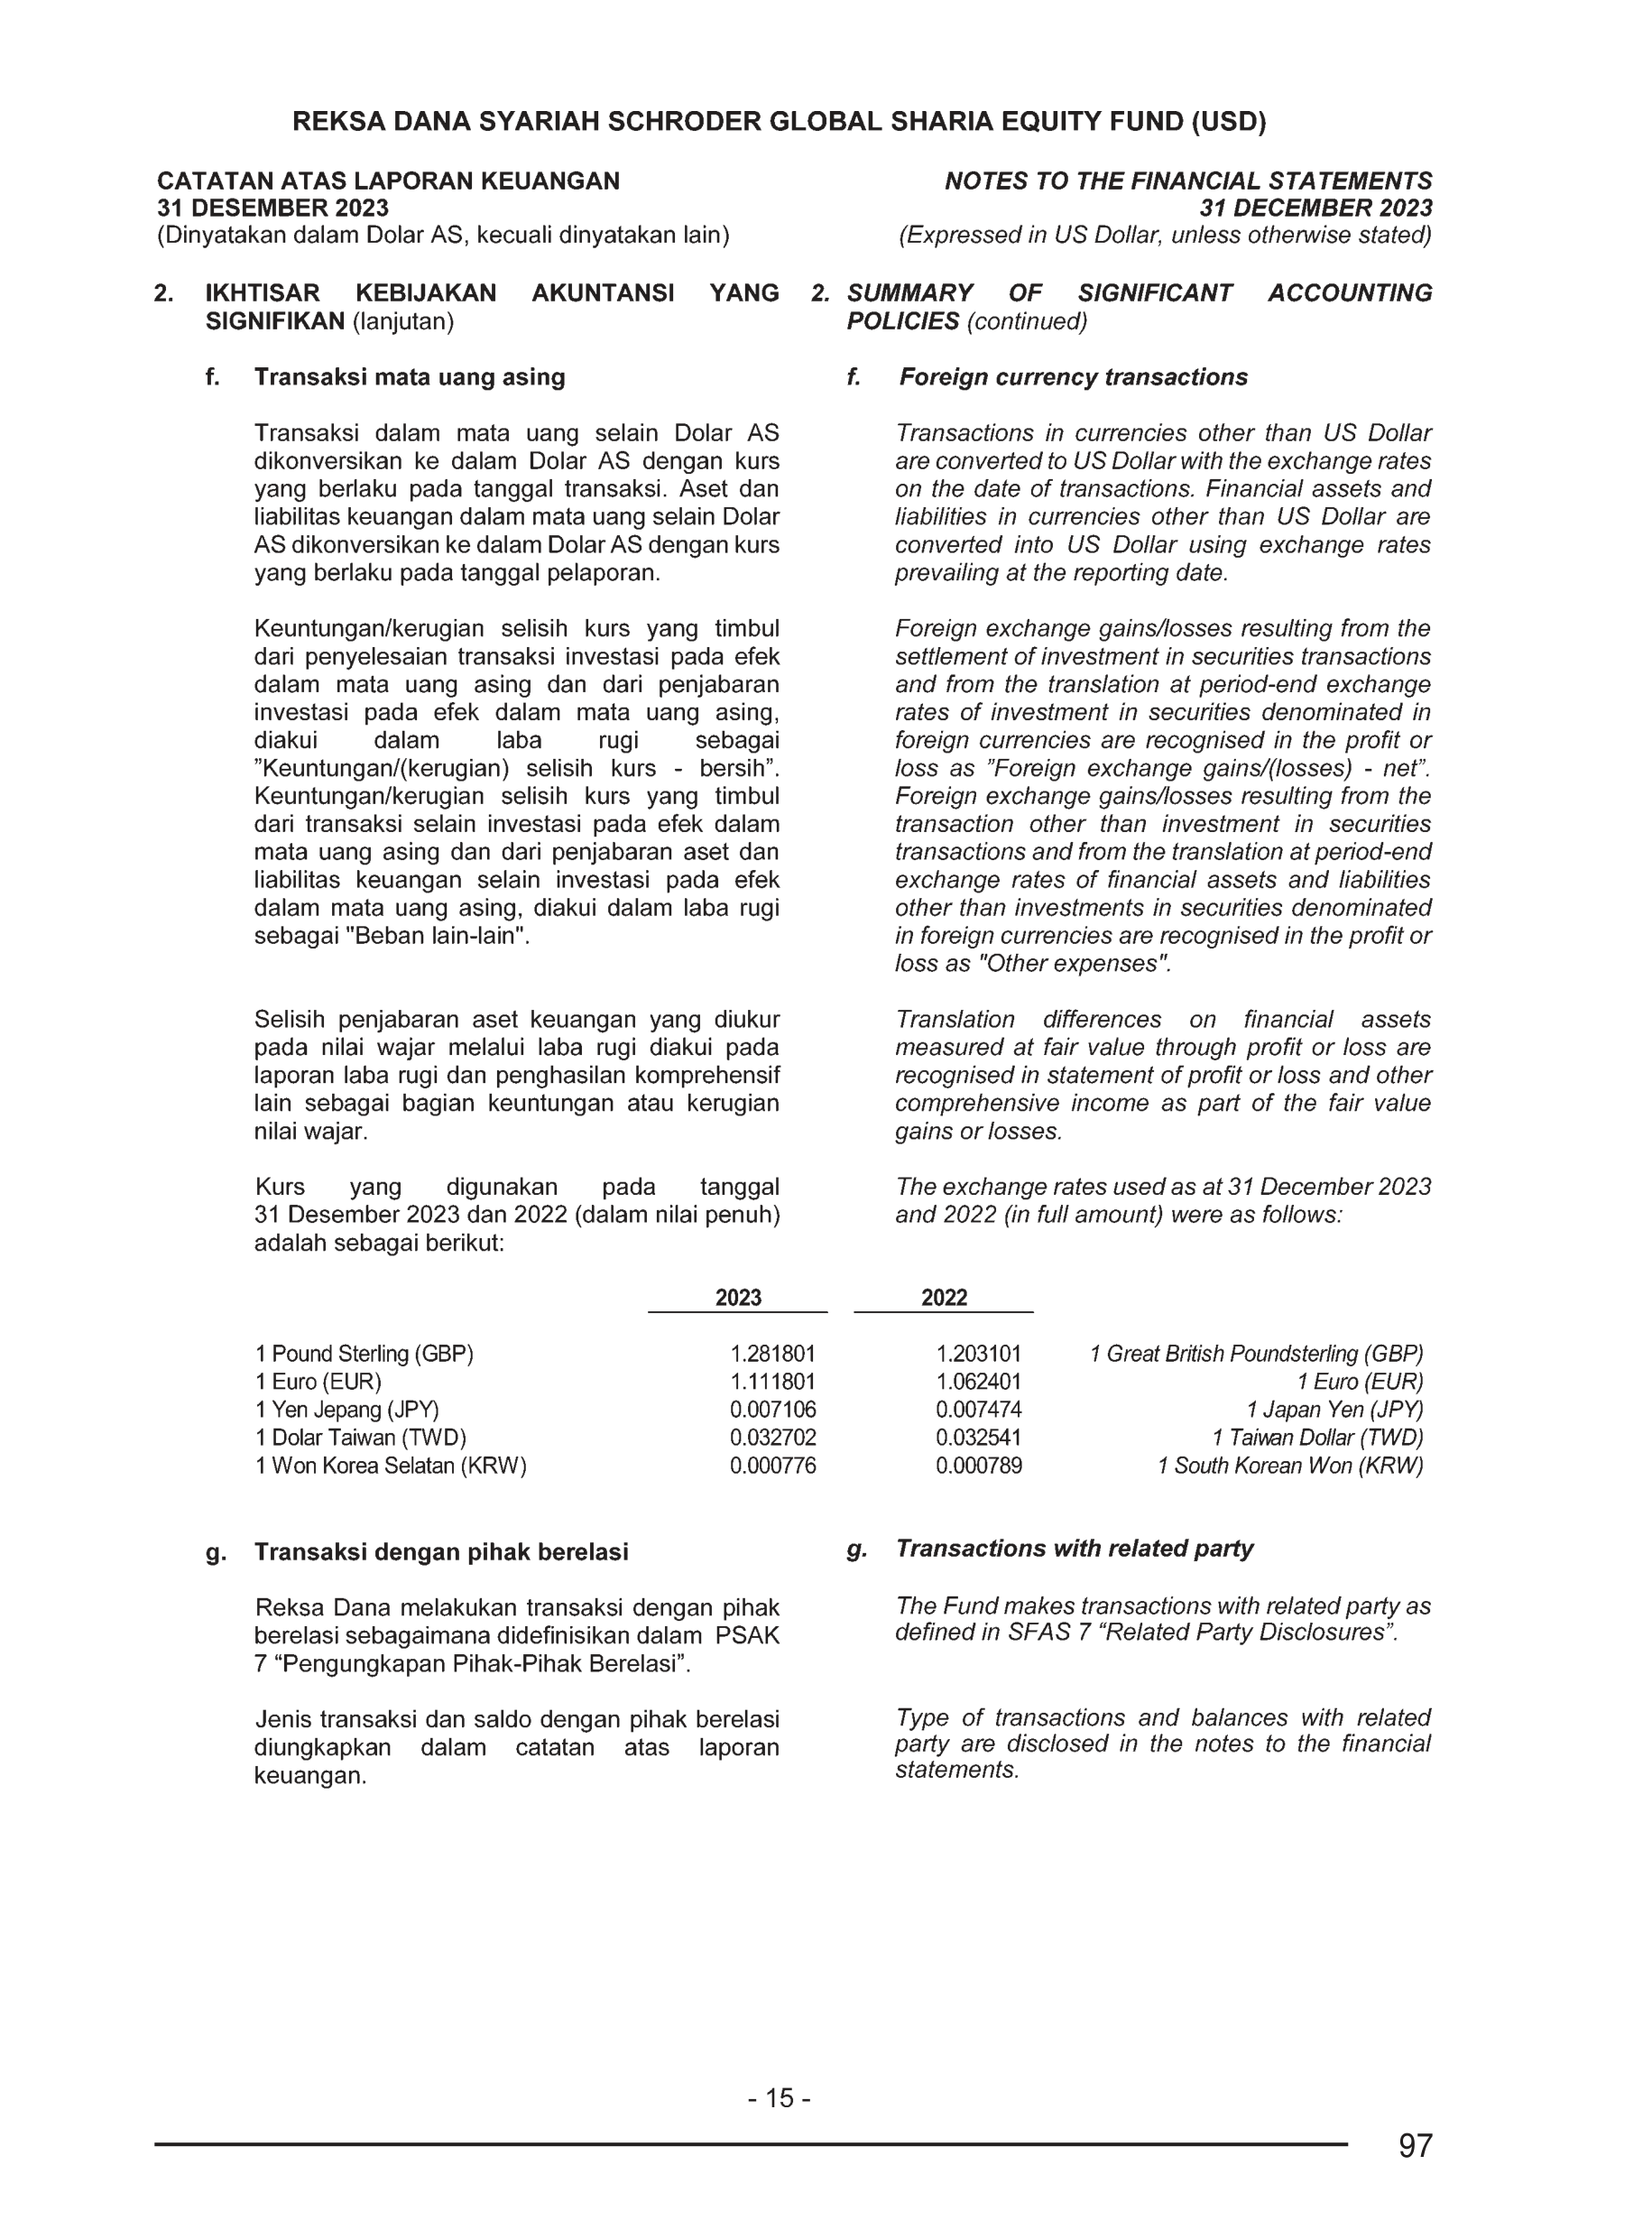 REKSA DANA SYARIAH SCHRODER GLOBAL SHARIA EQUITY FUND (USD)
CATATAN ATAS LAPORAN KEUANGAN
31 DESEMBER 2023
(Dinyatakan dalam Dolar AS, kecuali dinyatakan lain)
NOTES TO THE FINANCIAL STATEMENTS
31 DECEMBER 2023
(Expressed in US Dollar, unless otherwise stated)
2. IKHTISAR KEBIJAKAN AKUNTANSI YANG
SIGNIFIKAN (lanjutan)
2. SUMMARY OF SIGNIFICANT ACCOUNTING
POLICIES (continued)
f. Transaksi mata uang asing
Transaksi dalam mata uang selain Dolar AS
dikonversikan ke dalam Dolar AS dengan kurs
yang berlaku pada tanggal transaksi. Aset dan
liabilitas keuangan dalam mata uang selain Dolar
AS dikonversikan ke dalam Dolar AS dengan kurs
yang berlaku pada tanggal pelaporan.
Keuntungan/kerugian selisih kurs yang timbul
dari penyelesaian transaksi investasi pada efek
dalam mata uang asing dan dari penjabaran
investasi pada efek dalam mata uang asing,
diakui dalam laba rugi sebagai
”Keuntungan/(kerugian) selisih kurs - bersih”.
Keuntungan/kerugian selisih kurs yang timbul
dari transaksi selain investasi pada efek dalam
mata uang asing dan dari penjabaran aset dan
liabilitas keuangan selain investasi pada efek
dalam mata uang asing, diakui dalam laba rugi
sebagai "Beban lain-lain".
Selisih penjabaran aset keuangan yang diukur
pada nilai wajar melalui laba rugi diakui pada
laporan laba rugi dan penghasilan komprehensif
lain sebagai bagian keuntungan atau kerugian
nilai wajar.
Kurs yang digunakan pada tanggal
31 Desember 2023 dan 2022 (dalam nilai penuh)
adalah sebagai berikut:
f. Foreign currency transactions
Transactions in currencies other than US Dollar
are converted to US Dollar with the exchange rates
on the date of transactions. Financial assets and
liabilities in currencies other than US Dollar are
converted into US Dollar using exchange rates
prevailing at the reporting date.
Foreign exchange gains/losses resulting from the
settlement of investment in securities transactions
and from the translation at period-end exchange
rates of investment in securities denominated in
foreign currencies are recognised in the profit or
loss as ”Foreign exchange gains/(losses) - net”.
Foreign exchange gains/losses resulting from the
transaction other than investment in securities
transactions and from the translation at period-end
exchange rates of financial assets and liabilities
other than investments in securities denominated
in foreign currencies are recognised in the profit or
loss as "Other expenses".
Translation differences on financial assets
measured at fair value through profit or loss are
recognised in statement of profit or loss and other
comprehensive income as part of the fair value
gains or losses.
The exchange rates used as at 31 December 2023
and 2022 (in full amount) were as follows:
2023 2022
1 Pound Sterling (GBP) 1.281801 1.203101 1 Great British Poundsterling (GBP)
1 Euro (EUR) 1.111801 1.062401 1 Euro (EUR)
1 Yen Jepang (JPY) 0.007106 0.007474 1 Japan Yen (JPY)
1 Dolar Taiwan (TWD) 0.032702 0.032541 1 Taiwan Dollar (TWD)
1 Won Korea Selatan (KRW) 0.000776 0.000789 1 South Korean Won (KRW)
g. Transaksi dengan pihak berelasi
Reksa Dana melakukan transaksi dengan pihak
berelasi sebagaimana didefinisikan dalam PSAK
7 “Pengungkapan Pihak-Pihak Berelasi”.
Jenis transaksi dan saldo dengan pihak berelasi
diungkapkan dalam catatan atas laporan
keuangan.
g. Transactions with related party
The Fund makes transactions with related party as
defined in SFAS 7 “Related Party Disclosures”.
Type of transactions and balances with related
party are disclosed in the notes to the financial
statements.
- 15 -
97